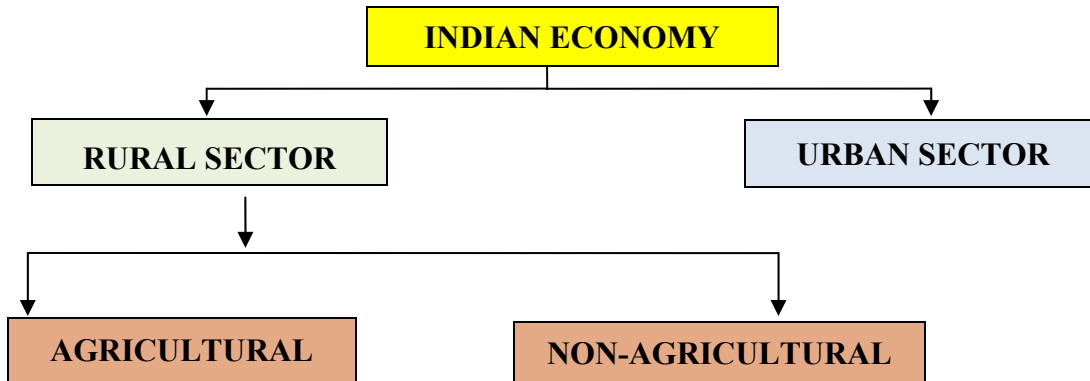 INDIAN ECONOMY
RURAL SECTOR
URBAN SECTOR
AGRICULTURAL
NON-AGRICULTURAL